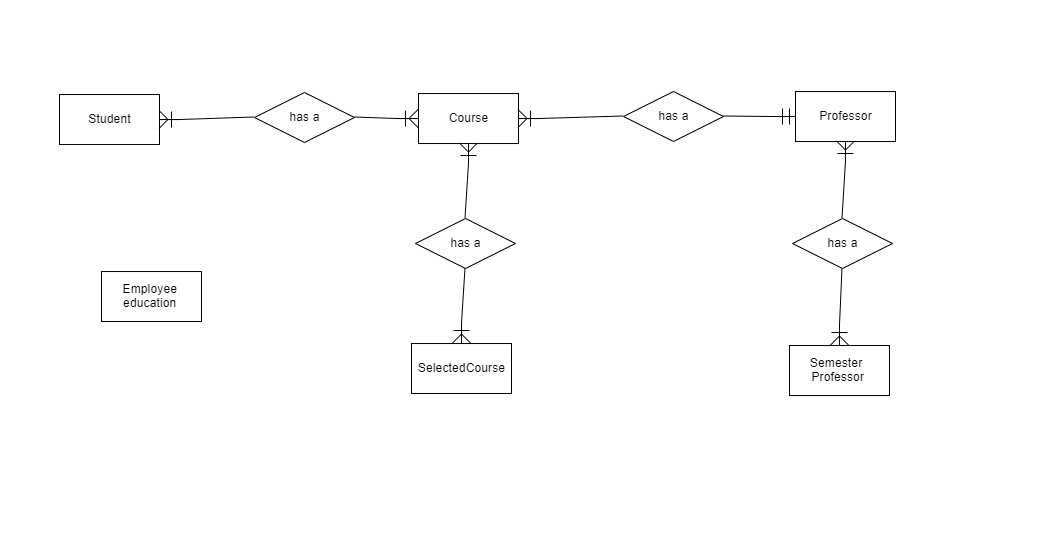 Student
has a
Course
has a
Professor
has a
has a
Employee
education
SelectedCourse
Semester
Professor